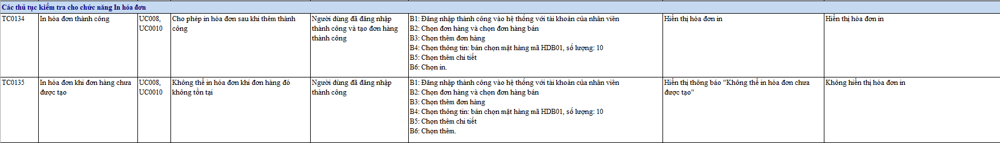 Các thủ tục kiểm tra cho chức năng In hóa đơn
TC0134
In hóa đơn thành công
UC008,
UC0010
Cho phép in hóa đơn sau khi thêm thành
công
Người dùng đã đăng nhập
thành công và tạo đơn hàng
thành công
B1: Đăng nhập thành công vào hệ thống với tài khoản của nhân viên
B2: Chọn đơn hàng và chọn đơn hàng bán
B3: Chọn thêm đơn hàng
B4: Chọn thông tin: bán chọn mặt hàng mã HDB01, số lượng: 10
B5: Chọn thêm chi tiết
B6: Chọn in.
Hiển thị hóa đơn in
Hiển thị hóa đơn in
TC0135
In hóa đơn khi đơn hàng chưa
được tạo
UC008,
UC0010
Không thể in hóa đơn khi đơn hàng đó
không tồn tại
Người dùng đã đăng nhập
thành công
B1: Đăng nhập thành công vào hệ thống với tài khoản của nhân viên
B2: Chọn đơn hàng và chọn đơn hàng bán
B3: Chọn thêm đơn hàng
B4: Chọn thông tin: bán chọn mặt hàng mã HDB01, số lượng: 10
B5: Chọn thêm chi tiết
B6: Chọn thêm.
Hiển thị thông báo "Không thể in hóa đơn chưa
được tạo"
Không hiển thị hóa đơn in